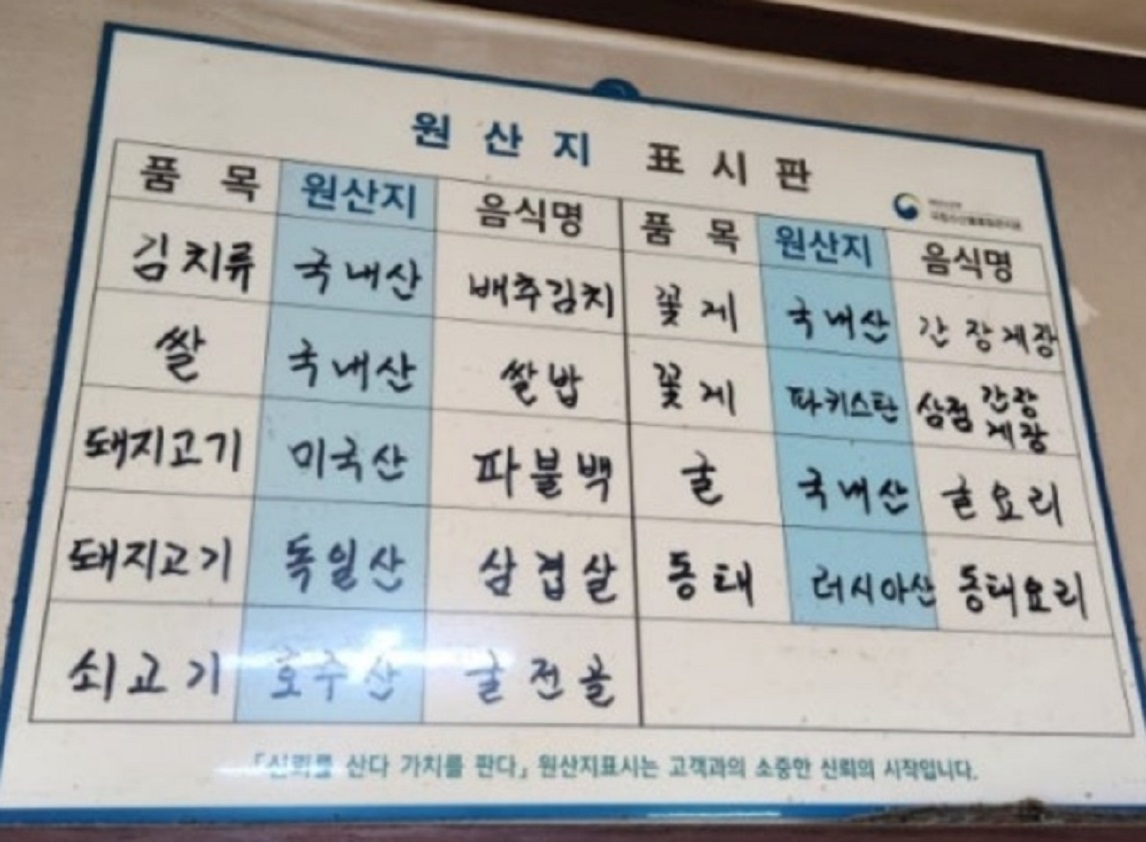 원산지 표시판
품 목 원산지 음식명 품 목 원산지 음식명
김치류 국내산 배추김치 꽃게 국내산 간장게장
쌀 국내산 쌀밥 꽃게 파키스탄 삼점 간장게장
돼지고기 미국산 파불백 굴 국내산 굴요리
돼지고기 독일산 삼겹살 동태 러시아산 동태요리
쇠고기 호주산 굴전골
「신뢰를 산다 가치를 판다」 원산지표시는 고객과의 소중한 신뢰의 시작입니다.